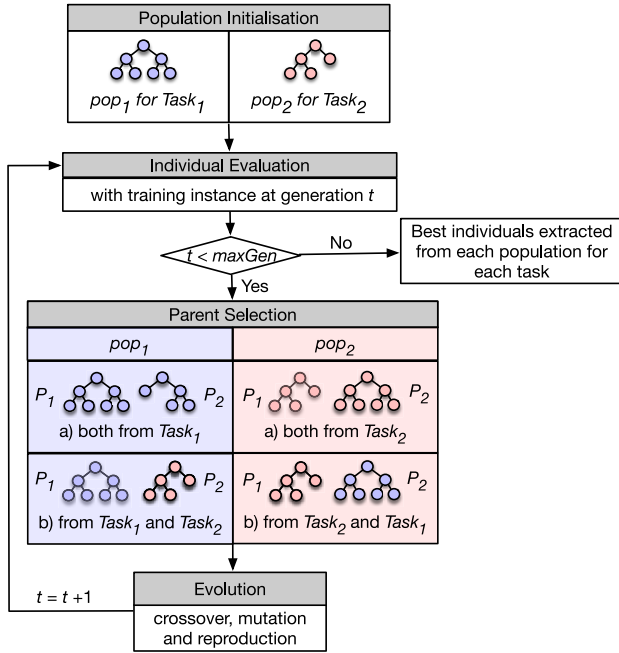 Population Initialisation
pop1 for Task1
pop2 for Task2
Individual Evaluation
with training instance at generation t
t < maxGen
No
Best individuals extracted
from each population for
each task
Yes
Parent Selection
pop1
pop2
P1
P2
a) both from Task1
P1
P2
a) both from Task2
P1
P2
b) from Task1 and Task2
P1
P2
b) from Task2 and Task1
t = t +1
Evolution
crossover, mutation
and reproduction